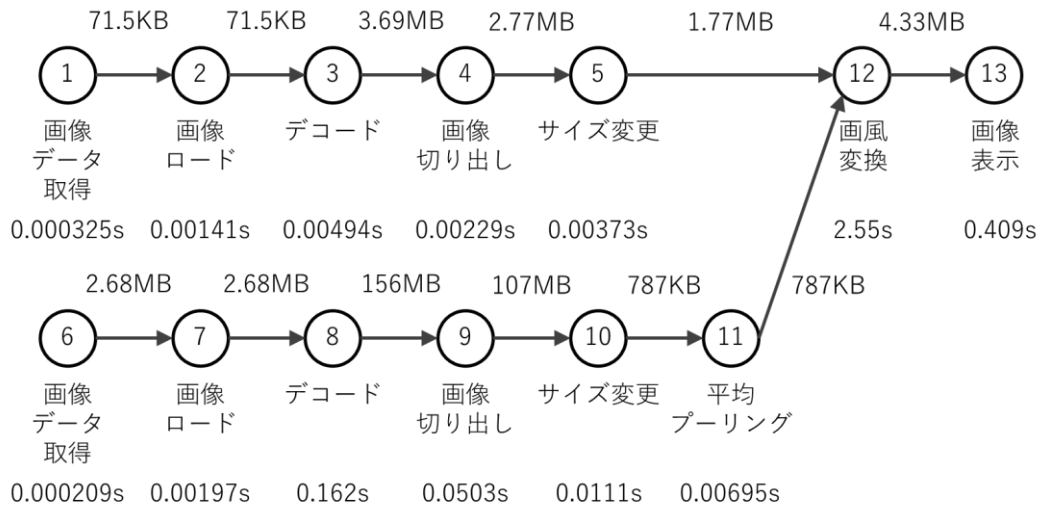 71.5KB 71.5KB 3.69MB 2.77MB 1.77MB 4.33MB
1 2 3 4 5 12 13
画像 画像 デコード 画像 サイズ変更 画風 画像
データ ロード 切り出し 変換 表示
取得
0.000325s 0.00141s 0.00494s 0.00229s 0.00373s 2.55s 0.409s
2.68MB 2.68MB 156MB 107MB 787KB 787KB
6 7 8 9 10 11
画像 画像 デコード 画像 サイズ変更 平均
データ ロード 切り出し プーリング
取得
0.000209s 0.00197s 0.162s 0.0503s 0.0111s 0.00695s